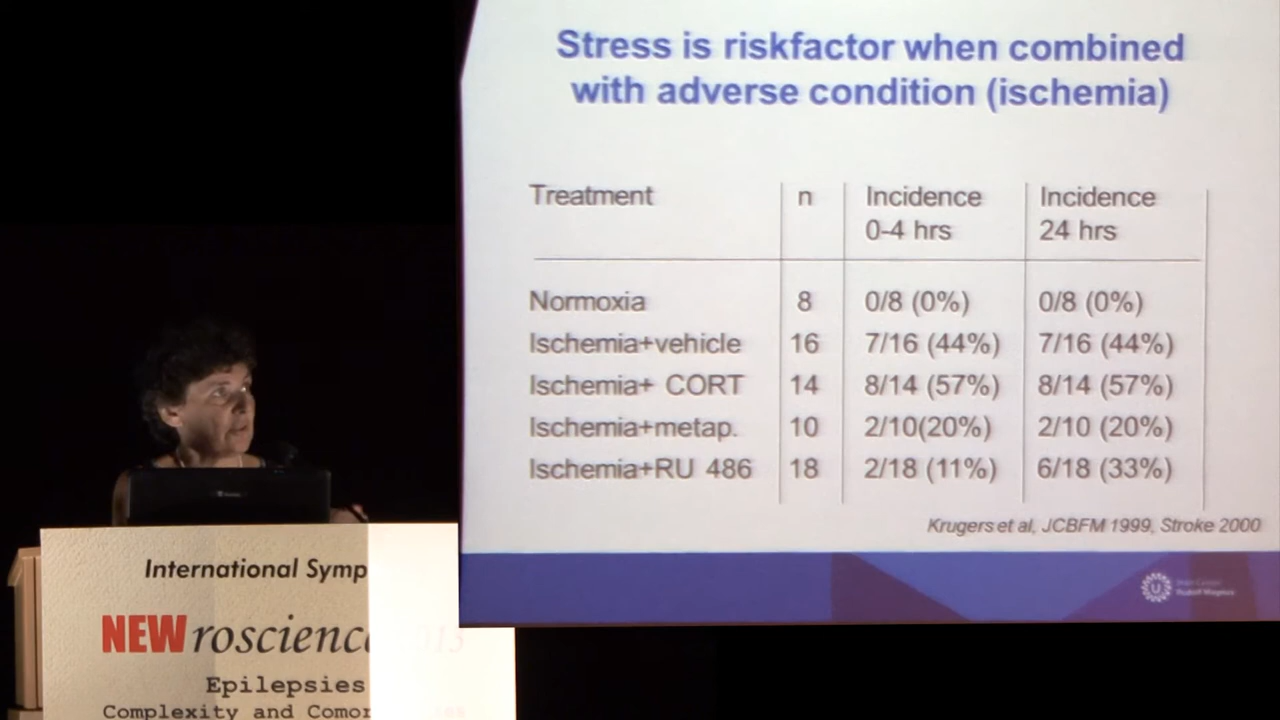 Stress is riskfactor when combined
with adverse condition (ischemia)
Treatment n Incidence Incidence
0-4 hrs 24 hrs
Normoxia 8 0/8 (0%) 0/8 (0%)
Ischemia+vehicle 16 7/16 (44%) 7/16 (44%)
Ischemia+ CORT 14 8/14 (57%) 8/14 (57%)
Ischemia+metap. 10 2/10(20%) 2/10 (20%)
Ischemia+RU 486 18 2/18 (11%) 6/18 (33%)
Krugers et al, JCBFM 1999, Stroke 2000
Rudolf Magnus
International Symp
NEWroscience
Epilepsies
Complexity and Comor